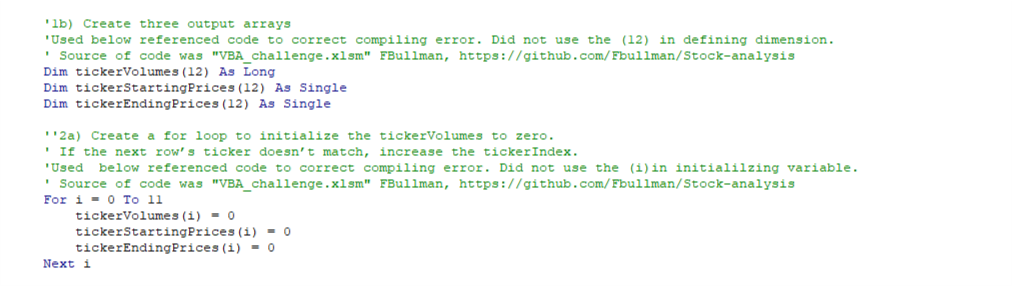 '1b) Create three output arrays
'Used below referenced code to correct compiling error. Did not use the (12) in defining dimension.
' Source of code was "VBA_challenge.xlsm" FBullman, https://github.com/Fbullman/Stock-analysis
Dim tickerVolumes(12) As Long
Dim tickerStartingPrices(12) As Single
Dim tickerEndingPrices(12) As Single
''2a) Create a for loop to initialize the tickerVolumes to zero.
' If the next row’s ticker doesn’t match, increase the tickerIndex.
'Used  below referenced code to correct compiling error. Did not use the (i)in initialilzing variable.
' Source of code was "VBA_challenge.xlsm" FBullman, https://github.com/Fbullman/Stock-analysis
For i = 0 To 11
    tickerVolumes(i) = 0
    tickerStartingPrices(i) = 0
    tickerEndingPrices(i) = 0
Next i